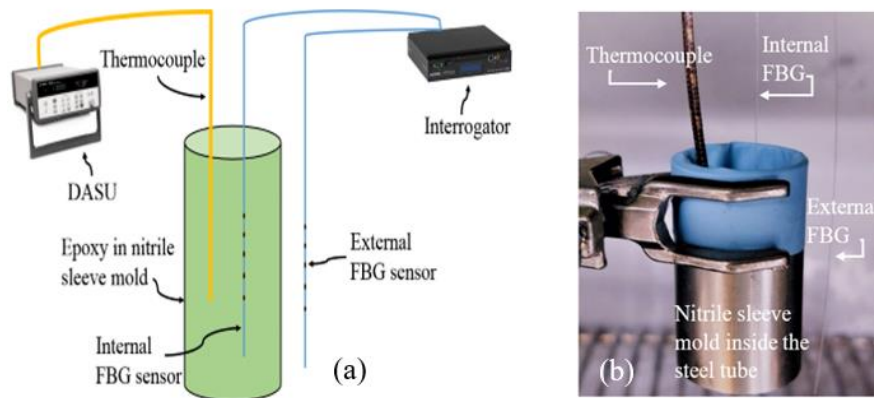 Thermocouple
DASU
Interrogator
Epoxy in nitrile
sleeve mold
External
FBG sensor
Internal
FBG sensor
(a)
Thermocouple
Internal
FBG
External
FBG
Nitrile sleeve
mold inside the
steel tube
(b)